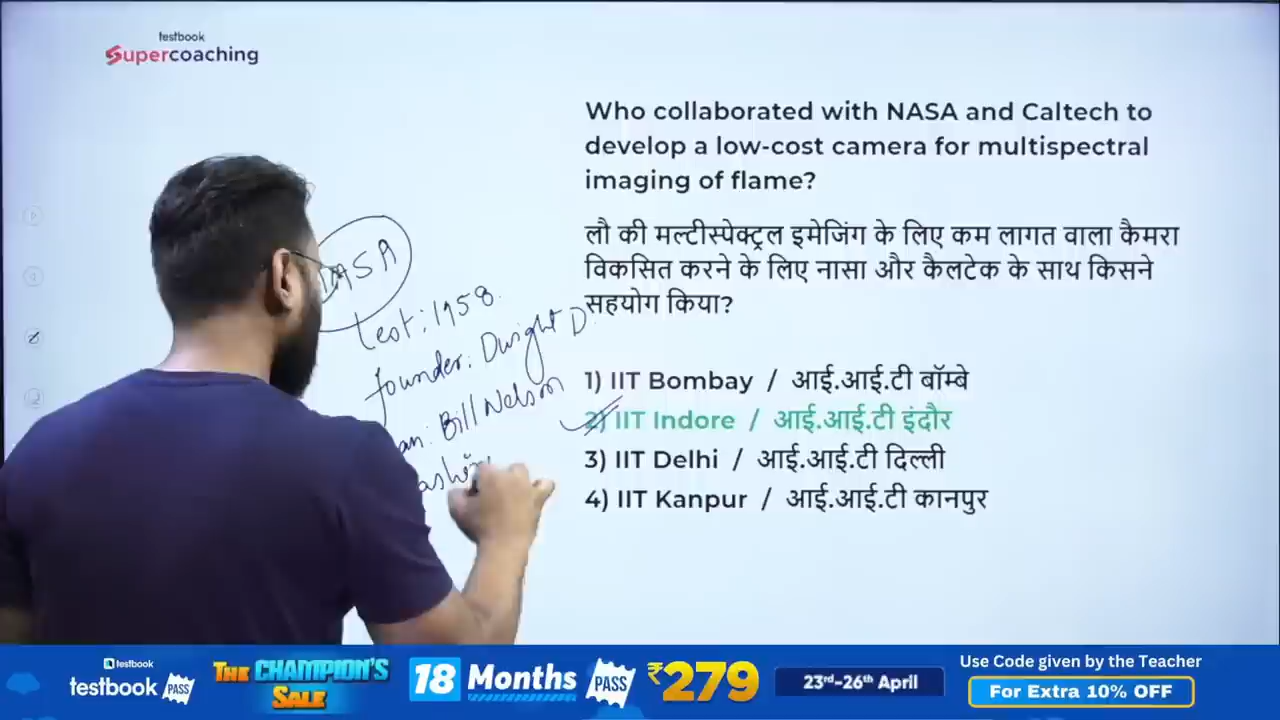 testbook
Supercoaching
Who collaborated with NASA and Caltech to
develop a low-cost camera for multispectral
imaging of flame?
लौ की मल्टीस्पेक्ट्रल इमेजिंग के लिए कम लागत वाला कैमरा
विकसित करने के लिए नासा और कैलटेक के साथ किसने
सहयोग किया?
1) IIT Bombay / आई.आई.टी बॉम्बे
2) IIT Indore / आई.आई.टी इंदौर
3) IIT Delhi / आई.आई.टी दिल्ली
4) IIT Kanpur / आई.आई.टी कानपुर
NASA
1958
founder: Dwight D.
Bill Nelson
testbook
testbook PASS
THE CHAMPION'S
SALE
18 Months PASS ₹279
23rd-26th April
Use Code given by the Teacher
For Extra 10% OFF